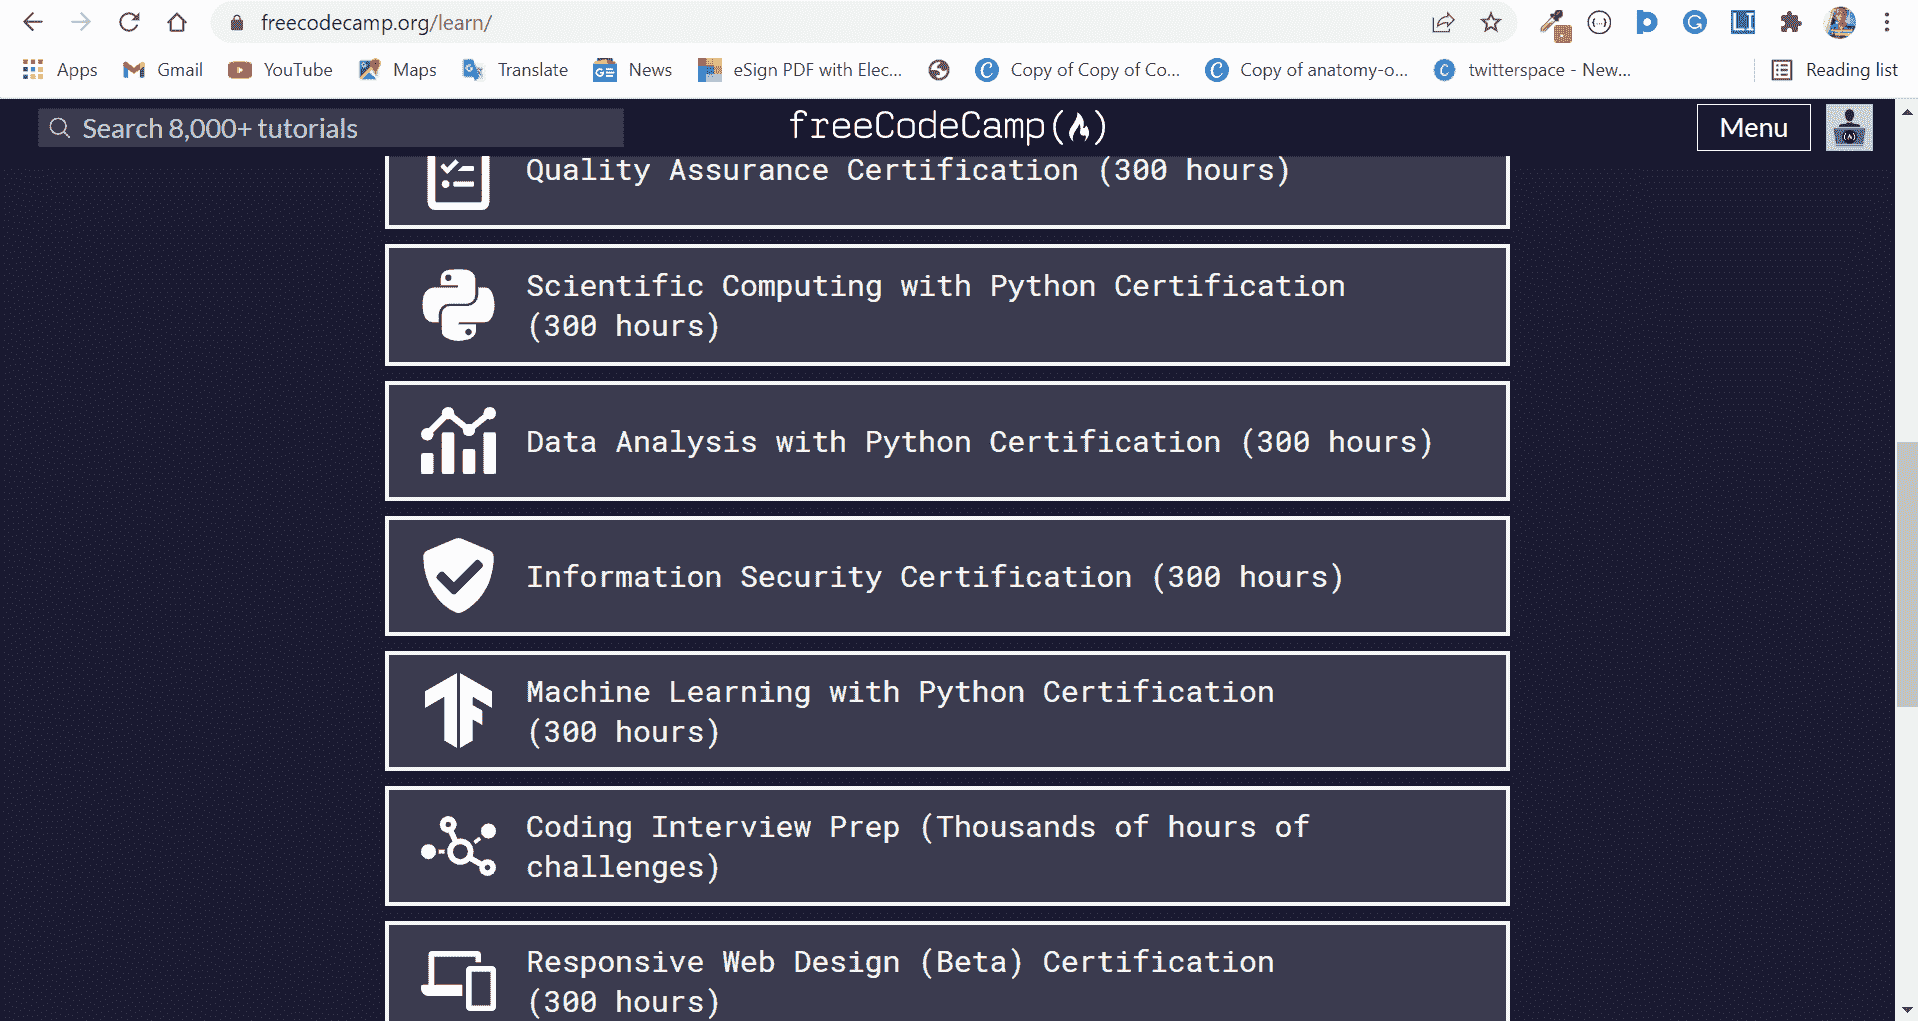 freecodecamp.org/learn/
Apps Gmail YouTube Maps Translate News eSign PDF with Elec... Copy of Copy of Co... Copy of anatomy-o... twitterspace - New... Reading list
Search 8,000+ tutorials freeCodeCamp(🔥) Menu
Quality Assurance Certification (300 hours)
Scientific Computing with Python Certification
(300 hours)
Data Analysis with Python Certification (300 hours)
Information Security Certification (300 hours)
Machine Learning with Python Certification
(300 hours)
Coding Interview Prep (Thousands of hours of
challenges)
Responsive Web Design (Beta) Certification
(300 hours)